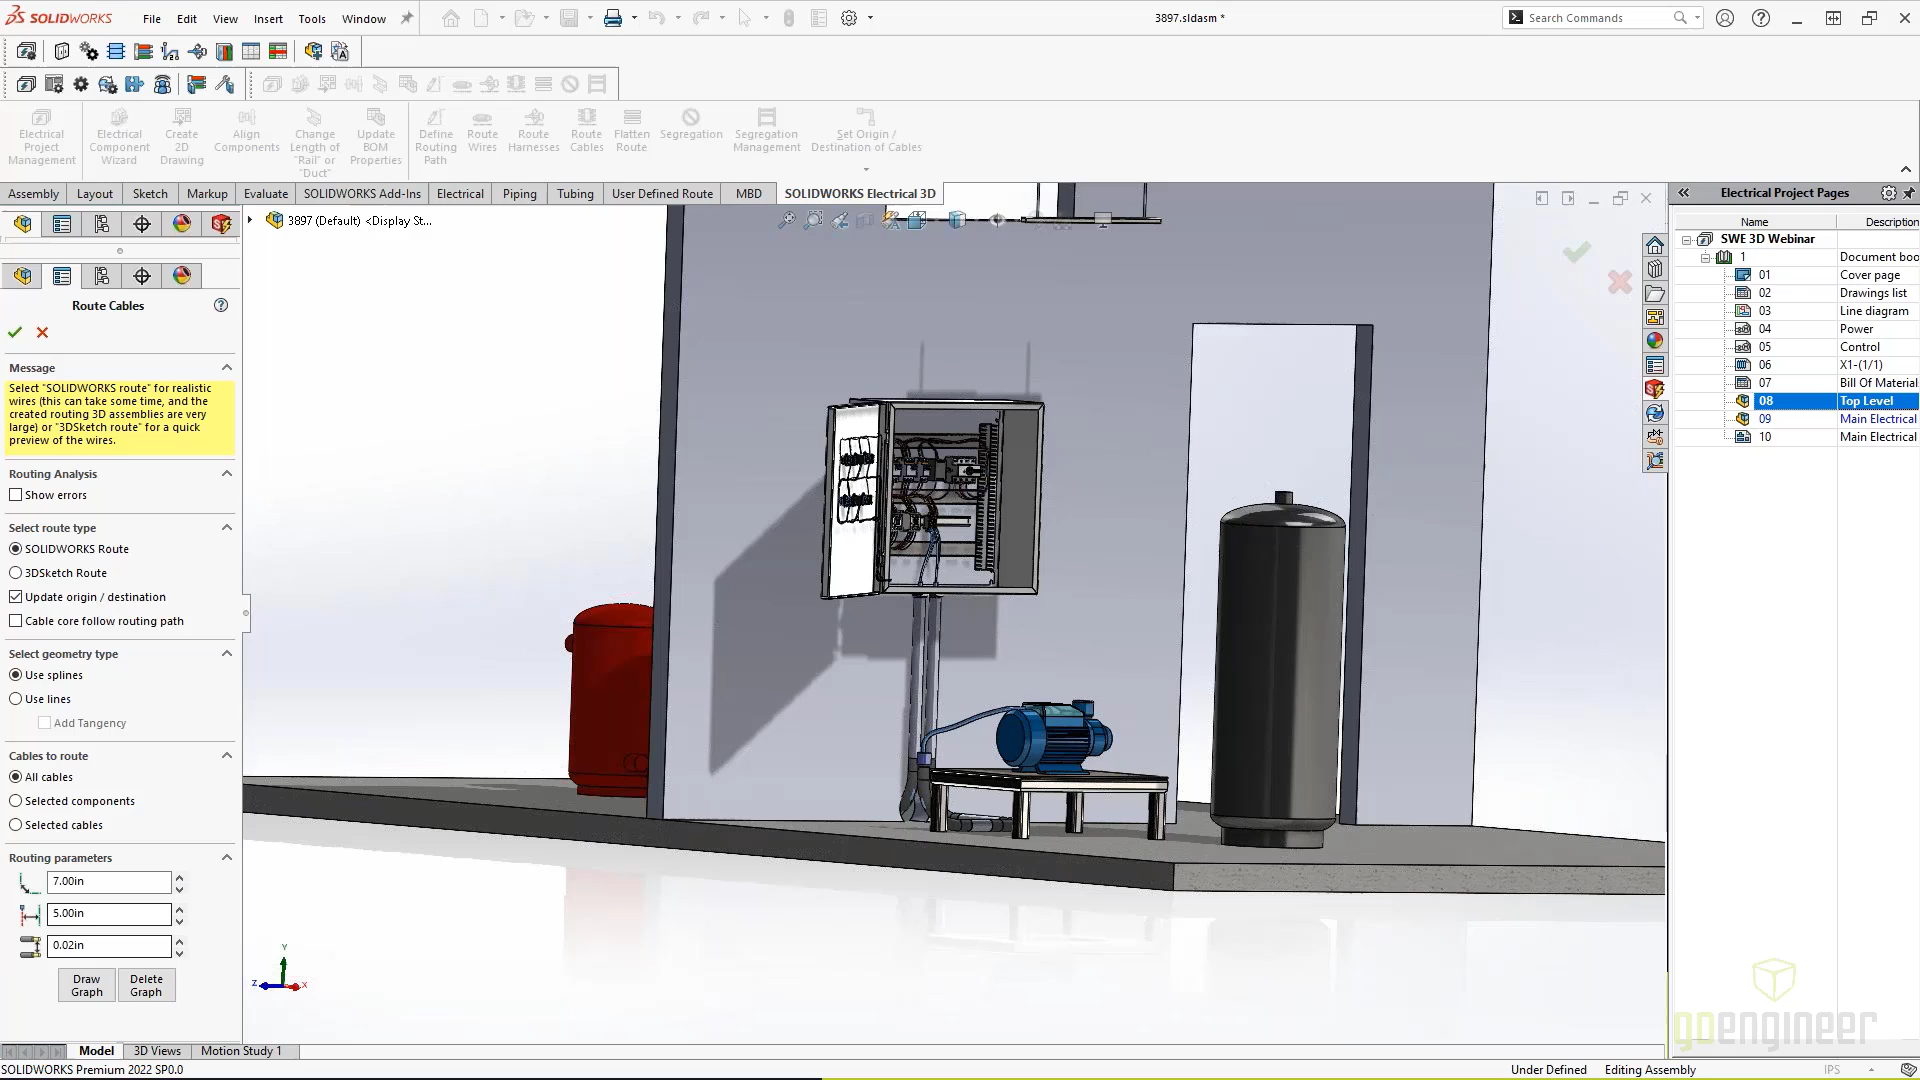 SOLIDWORKS
File Edit View Insert Tools Window
3897.sldasm *
Search Commands
Electrical Project Management
Electrical Component Wizard
Create 2D Drawing
Align Components
Change Length of "Rail" or "Duct"
Update BOM Properties
Define Routing Path
Route Wires
Route Harnesses
Route Cables
Flatten Route
Segregation
Segregation Management
Set Origin / Destination of Cables
Assembly Layout Sketch Markup Evaluate SOLIDWORKS Add-Ins Electrical Piping Tubing User Defined Route MBD SOLIDWORKS Electrical 3D
3897 (Default) <Display St...
Route Cables
Message
Select "SOLIDWORKS route" for realistic
wires (this can take some time, and the
created routing 3D assemblies are very
large) or "3DSketch route" for a quick
preview of the wires.
Routing Analysis
Show errors
Select route type
SOLIDWORKS Route
3DSketch Route
Update origin / destination
Cable core follow routing path
Select geometry type
Use splines
Use lines
Add Tangency
Cables to route
All cables
Selected components
Selected cables
Routing parameters
7.00in
5.00in
0.02in
Draw Graph
Delete Graph
Y
Z
X
Electrical Project Pages
Name Description
SWE 3D Webinar
1 Document boo
01 Cover page
02 Drawings list
03 Line diagram
04 Power
05 Control
06 X1-(1/1)
07 Bill Of Material
08 Top Level
09 Main Electrical
10 Main Electrical
goengineer
Model 3D Views Motion Study 1
SOLIDWORKS Premium 2022 SP0.0
Under Defined Editing Assembly IPS